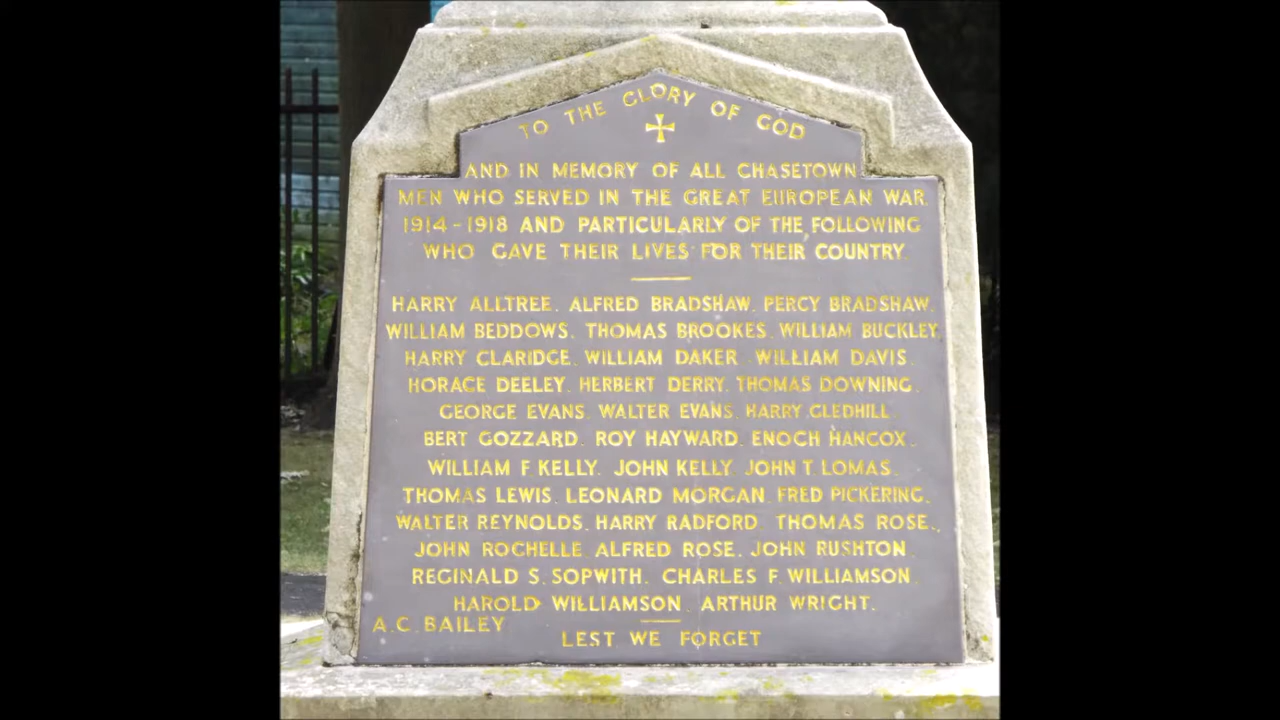 TO THE GLORY OF GOD
AND IN MEMORY OF ALL CHASETOWN
MEN WHO SERVED IN THE GREAT EUROPEAN WAR.
1914-1918 AND PARTICULARLY OF THE FOLLOWING
WHO GAVE THEIR LIVES FOR THEIR COUNTRY.
HARRY ALLTREE. ALFRED BRADSHAW. PERCY BRADSHAW.
WILLIAM BEDDOWS. THOMAS BROOKES. WILLIAM BUCKLEY.
HARRY CLARIDGE. WILLIAM DAKER. WILLIAM DAVIS.
HORACE DEELEY. HERBERT DERRY. THOMAS DOWNING.
GEORGE EVANS. WALTER EVANS. HARRY GLEDHILL.
BERT GOZZARD. ROY HAYWARD. ENOCH HANCOX.
WILLIAM F KELLY. JOHN KELLY. JOHN T. LOMAS.
THOMAS LEWIS. LEONARD MORGAN. FRED PICKERING.
WALTER REYNOLDS. HARRY RADFORD. THOMAS ROSE.
JOHN ROCHELLE. ALFRED ROSE. JOHN RUSHTON.
REGINALD S. SOPWITH. CHARLES F. WILLIAMSON.
HAROLD WILLIAMSON. ARTHUR WRIGHT.
A.C. BAILEY
LEST WE FORGET